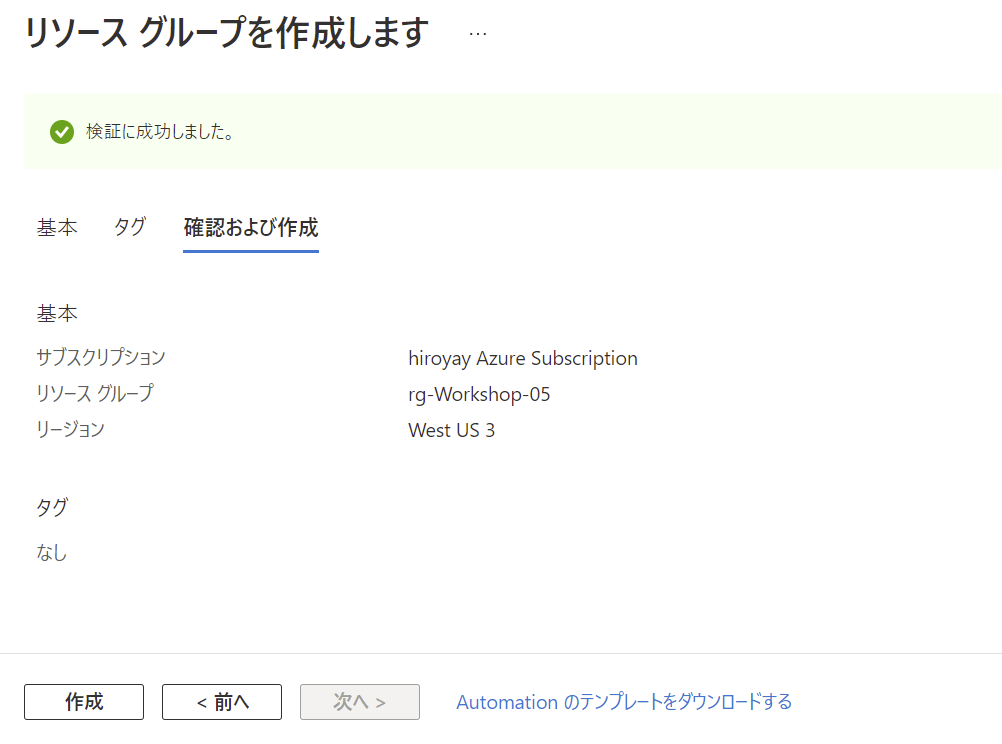 リソース グループを作成します ...
検証に成功しました。
基本 タグ 確認および作成
基本
サブスクリプション hiroyay Azure Subscription
リソース グループ rg-Workshop-05
リージョン West US 3
タグ
なし
作成 < 前へ 次へ > Automation のテンプレートをダウンロードする